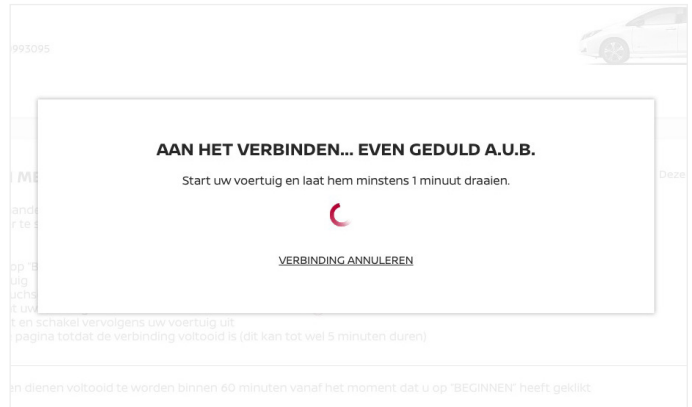 993095
AAN HET VERBINDEN... EVEN GEDULD A.U.B.
Deze
Start uw voertuig en laat hem minstens 1 minuut draaien.
VERBINDING ANNULEREN
t en schakel vervolgens uw voertuig uit
pagina totdat de verbinding voltooid is (dit kan tot wel 5 minuten duren)
en dienen voltooid te worden binnen 60 minuten vanaf het moment dat u op "BEGINNEN" heeft geklikt